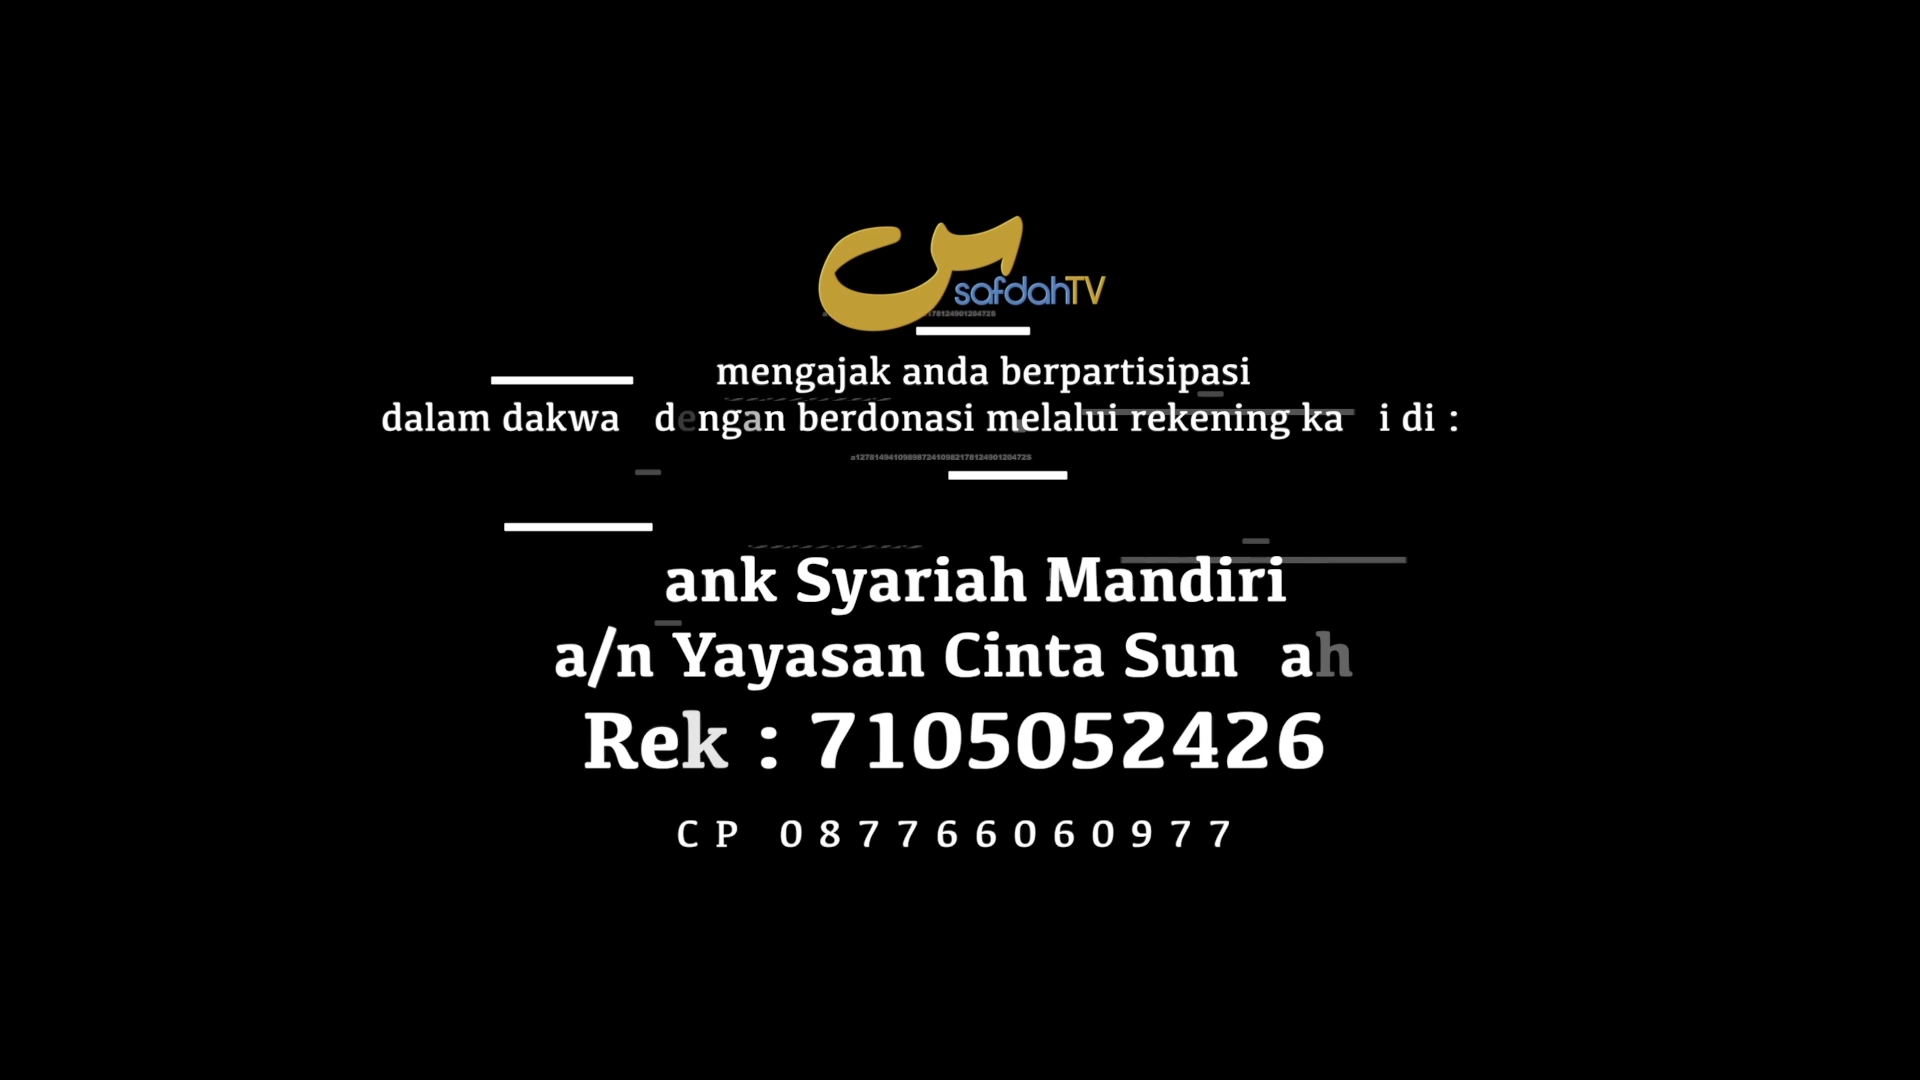 safdahTV
mengajak anda berpartisipasi
dalam dakwa dengan berdonasi melalui rekening ka i di :
ank Syariah Mandiri
a/n Yayasan Cinta Sun ah
Rek : 7105052426
CP 087766060977